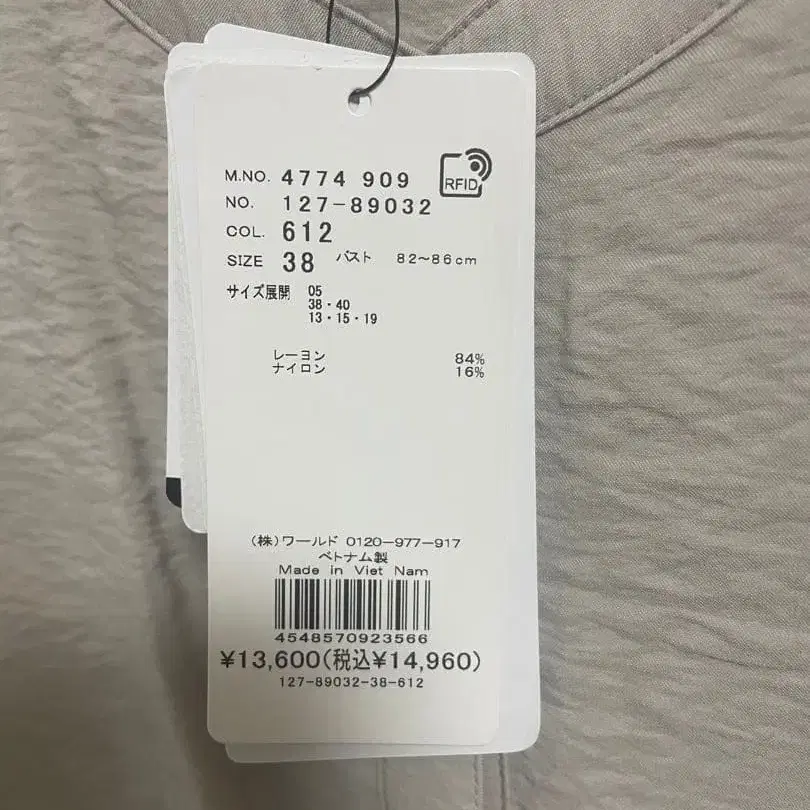 M.NO. 4774 909
RFID
NO. 127-89032
COL. 612
SIZE 38 バスト 82~86cm
サイズ展開 05
38・40
13・15・19
レーヨン 84%
ナイロン 16%
(株)ワールド 0120-977-917
ベトナム製
Made in Viet Nam
4548570923566
¥13,600(税込¥14,960)
127-89032-38-612